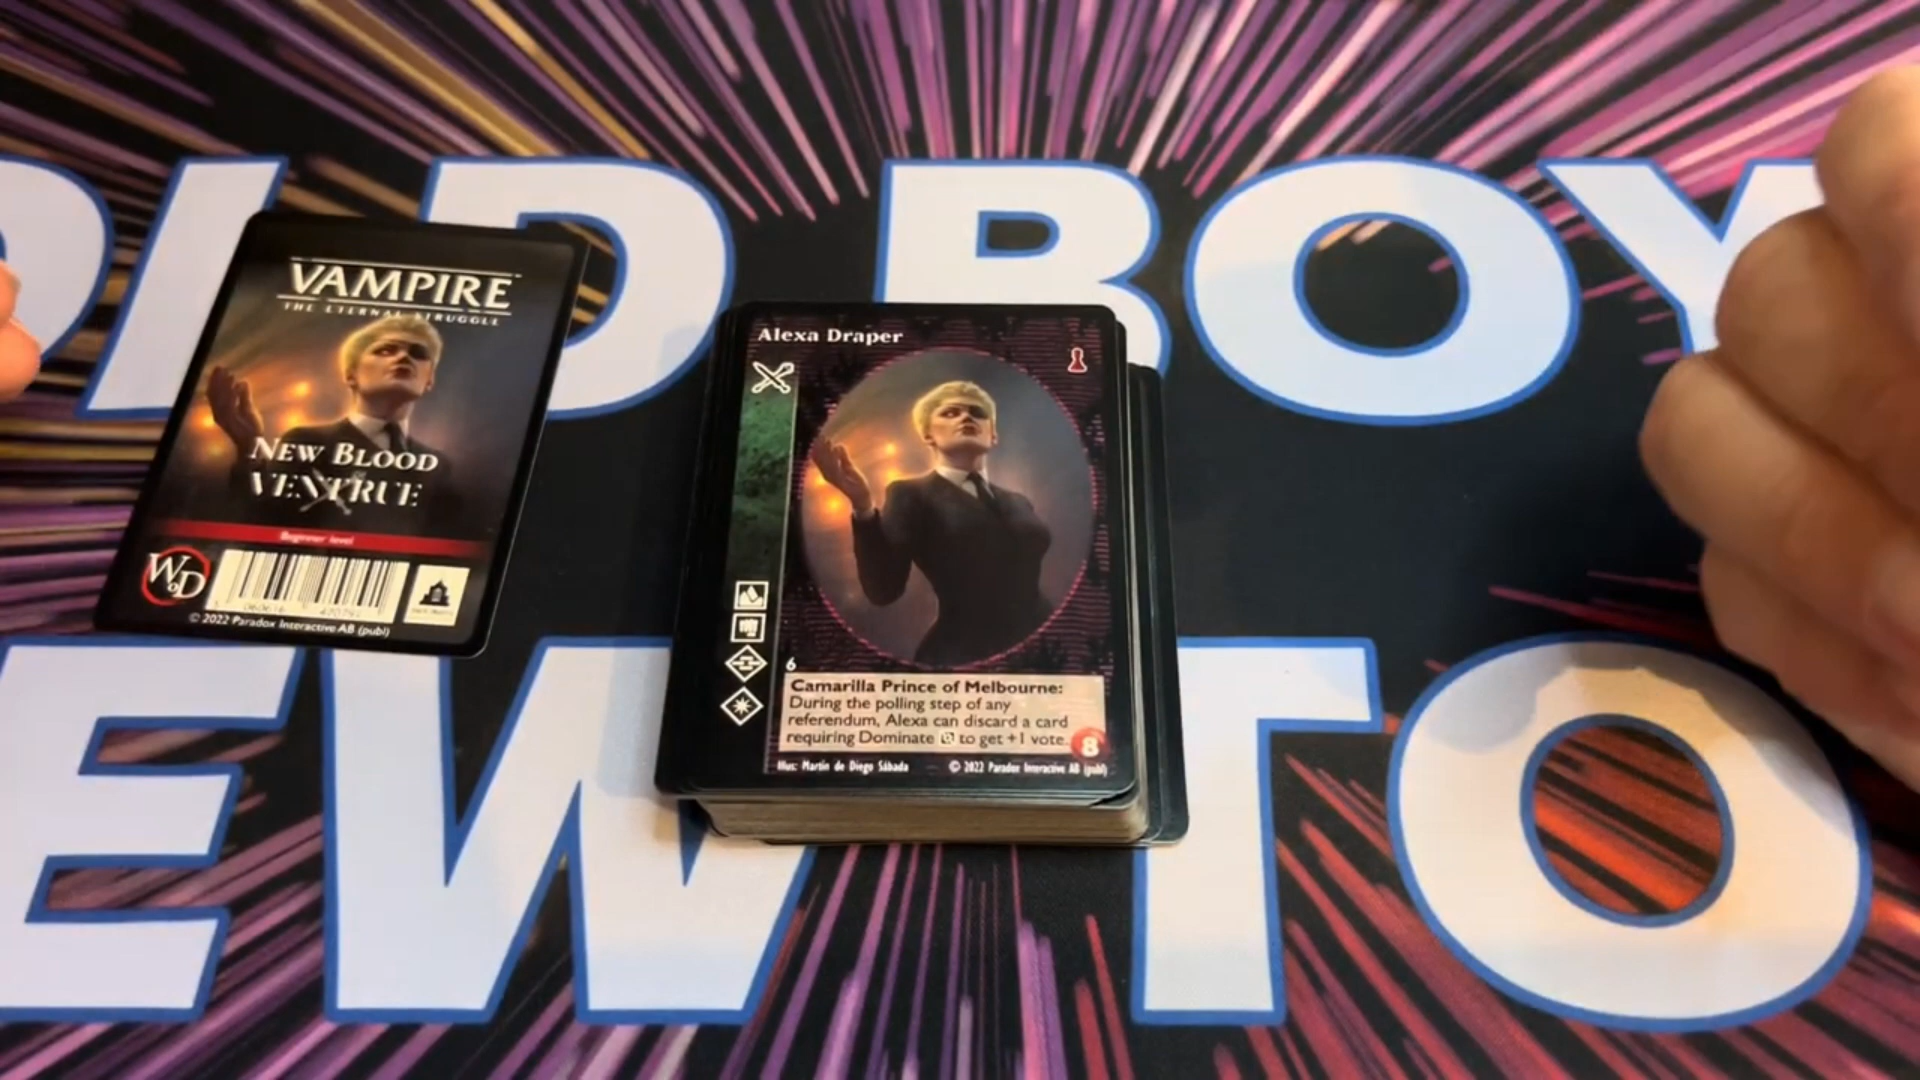 OLD BOY
EW TO
VAMPIRE
THE ETERNAL STRUGGLE
NEW BLOOD
VENTRUE
Beginner level
WoD
© 2022 Paradox Interactive AB (publ)
Alexa Draper
6
Camarilla Prince of Melbourne:
During the polling step of any
referendum, Alexa can discard a card
requiring Dominate to get +1 vote.
8
Illus: Martín de Diego Sábada
© 2022 Paradox Interactive AB (publ)